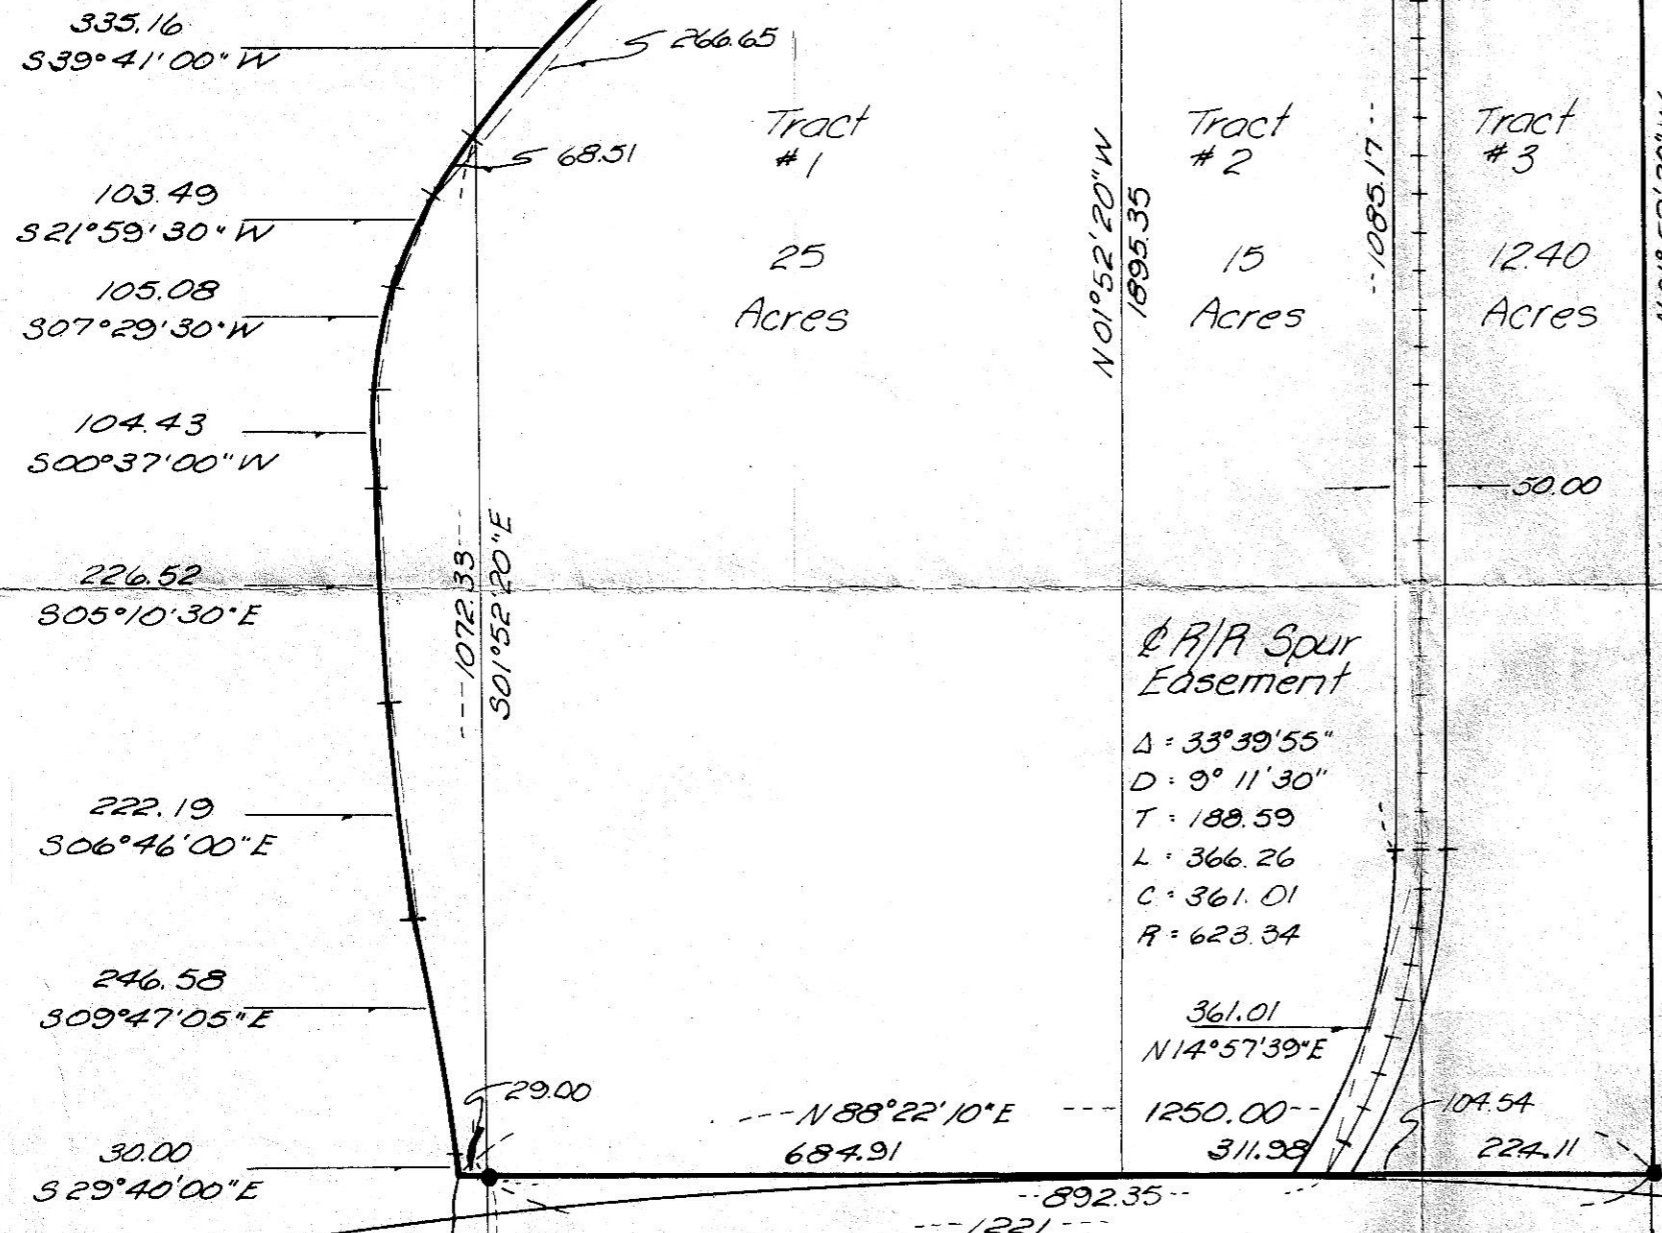 335.16
S39°41'00"W
266.65
68.51
103.49
S21°59'30"W
105.08
S07°29'30"W
104.43
S00°37'00"W
226.52
S05°10'30"E
222.19
S06°46'00"E
246.58
S09°47'05"E
30.00
S29°40'00"E
29.00
---1072.33---
S01°52'20"E
Tract
#1
25
Acres
N01°52'20"W
1895.35
Tract
#2
15
Acres
--1085.17---
Tract
#3
12.40
Acres
50.00
₵ R/R Spur
Easement
Δ = 33°39'55"
D = 9°11'30"
T = 188.59
L = 366.26
C = 361.01
R = 623.34
361.01
N14°57'39"E
---N88°22'10"E --- 1250.00--
684.91
311.98
104.54
224.11
--892.35--
---1221---